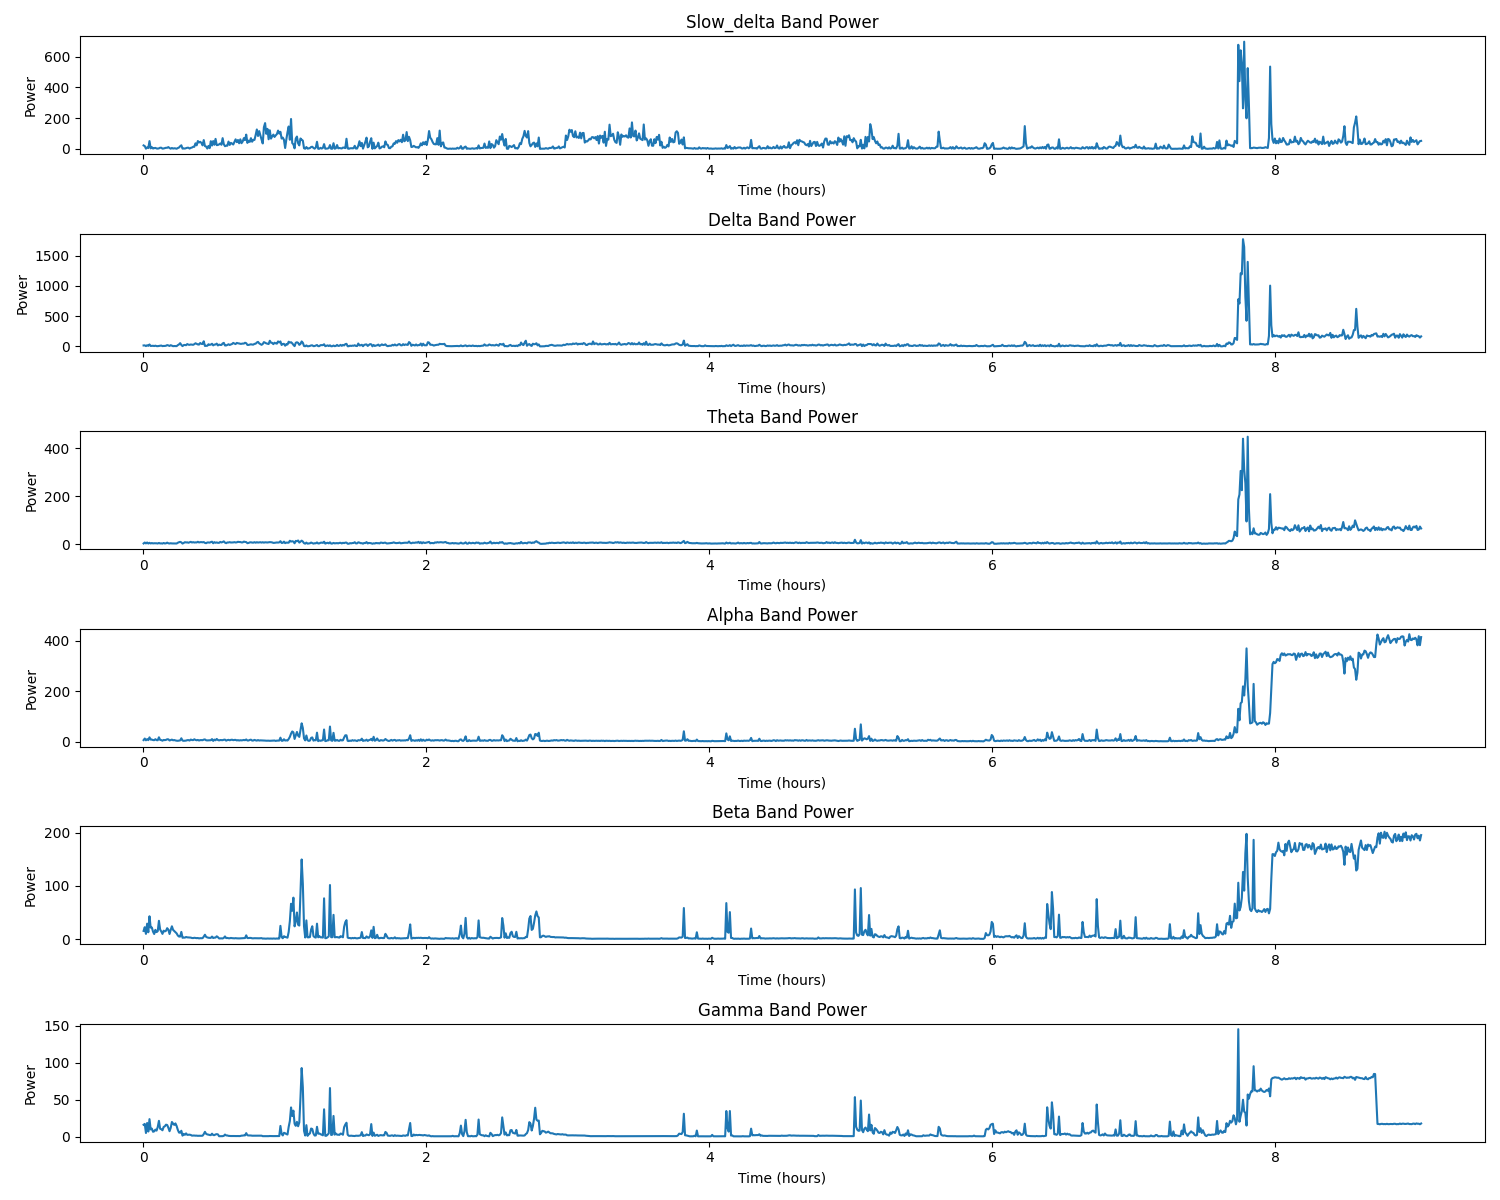 Slow_delta Band Power
Power
600
400
200
0
0 2 4 6 8
Time (hours)
Delta Band Power
Power
1500
1000
500
0
0 2 4 6 8
Time (hours)
Theta Band Power
Power
400
200
0
0 2 4 6 8
Time (hours)
Alpha Band Power
Power
400
200
0
0 2 4 6 8
Time (hours)
Beta Band Power
Power
200
100
0
0 2 4 6 8
Time (hours)
Gamma Band Power
Power
150
100
50
0
0 2 4 6 8
Time (hours)